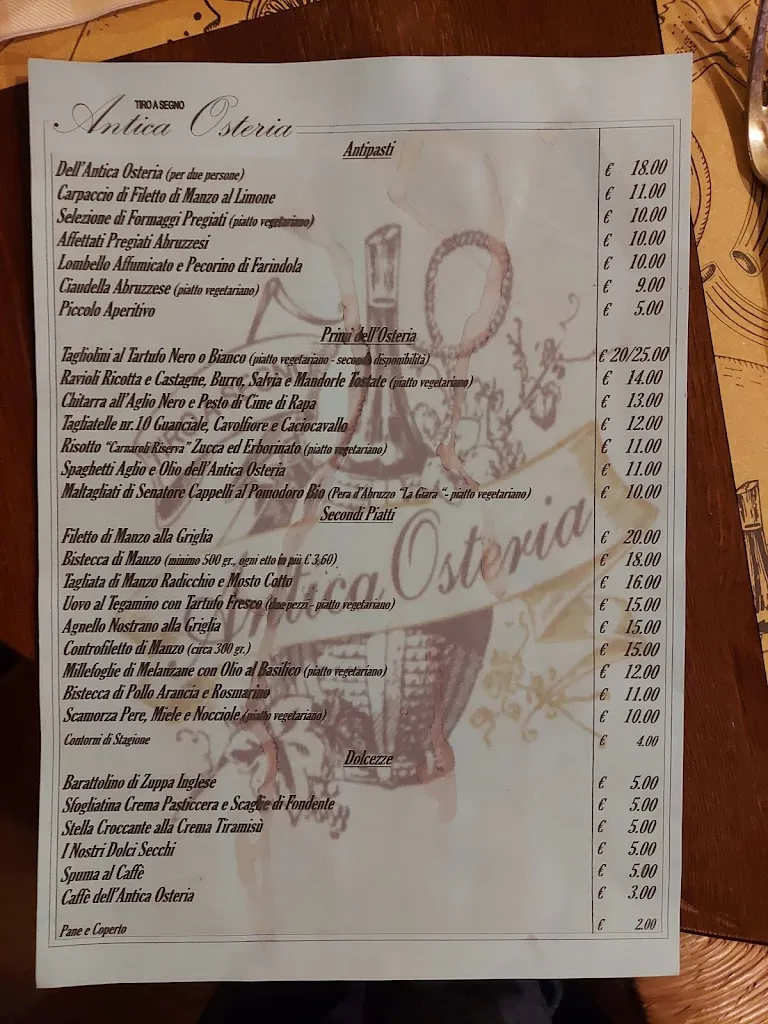 TIRO A SEGNO
Antica Osteria
Antipasti
Dell'Antica Osteria (per due persone) € 18.00
Carpaccio di Filetto di Manzo al Limone € 11.00
Selezione di Formaggi Pregiati (piatto vegetariano) € 10.00
Affettati Pregiati Abruzzesi € 10.00
Lombello Affumicato e Pecorino di Farindola € 10.00
Ciaudella Abruzzese (piatto vegetariano) € 9.00
Piccolo Aperitivo € 5.00
Primi dell'Osteria
Tagliolini al Tartufo Nero o Bianco (piatto vegetariano - secondo disponibilità) € 20/25.00
Ravioli Ricotta e Castagne, Burro, Salvia e Mandorle Tostate (piatto vegetariano) € 14.00
Chitarra all'Aglio Nero e Pesto di Cime di Rapa € 13.00
Tagliatelle nr.10 Guanciale, Cavolfiore e Caciocavallo € 12.00
Risotto "Carnaroli Riserva" Zucca ed Erborinato (piatto vegetariano) € 11.00
Spaghetti Aglio e Olio dell'Antica Osteria € 11.00
Maltagliati di Senatore Cappelli al Pomodoro Bio (Pera d'Abruzzo "La Giara "- piatto vegetariano) € 10.00
Secondi Piatti
Filetto di Manzo alla Griglia € 20.00
Bistecca di Manzo (minimo 500 gr., ogni etto in più € 3,60) € 18.00
Tagliata di Manzo Radicchio e Mosto Cotto € 16.00
Uovo al Tegamino con Tartufo Fresco (due pezzi - piatto vegetariano) € 15.00
Agnello Nostrano alla Griglia € 15.00
Controfiletto di Manzo (circa 300 gr.) € 15.00
Millefoglie di Melanzane con Olio al Basilico (piatto vegetariano) € 12.00
Bistecca di Pollo Arancia e Rosmarino € 11.00
Scamorza Pere, Miele e Nocciole (piatto vegetariano) € 10.00
Contorni di Stagione € 4.00
Dolcezze
Barattolino di Zuppa Inglese € 5.00
Sfogliatina Crema Pasticcera e Scaglie di Fondente € 5.00
Stella Croccante alla Crema Tiramisù € 5.00
I Nostri Dolci Secchi € 5.00
Spuma al Caffè € 5.00
Caffè dell'Antica Osteria € 3.00
Pane e Coperto € 2.00
Antica Osteria